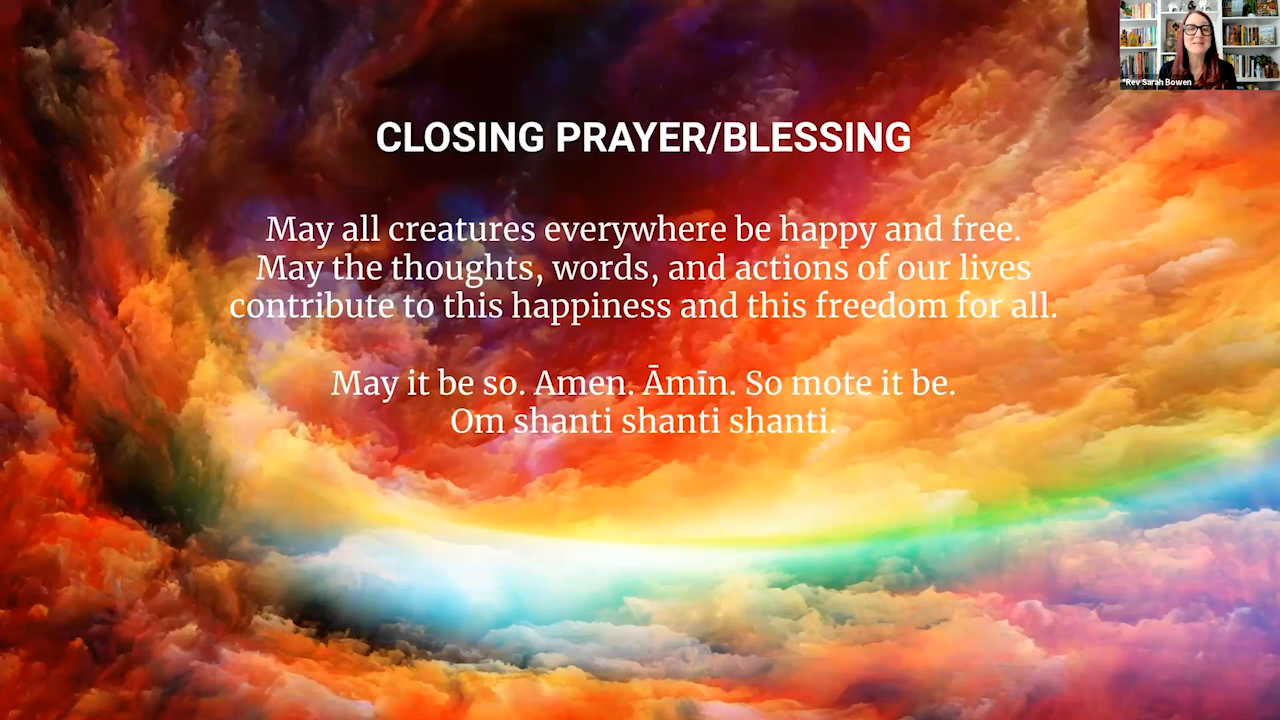 *Rev Sarah Bowen
CLOSING PRAYER/BLESSING
May all creatures everywhere be happy and free.
May the thoughts, words, and actions of our lives
contribute to this happiness and this freedom for all.
May it be so. Amen. Āmīn. So mote it be.
Om shanti shanti shanti.